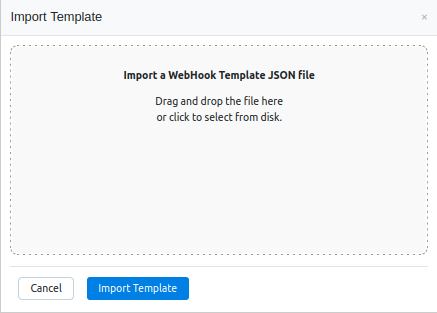 Import Template
×
Import a WebHook Template JSON file
Drag and drop the file here
or click to select from disk.
Cancel
Import Template